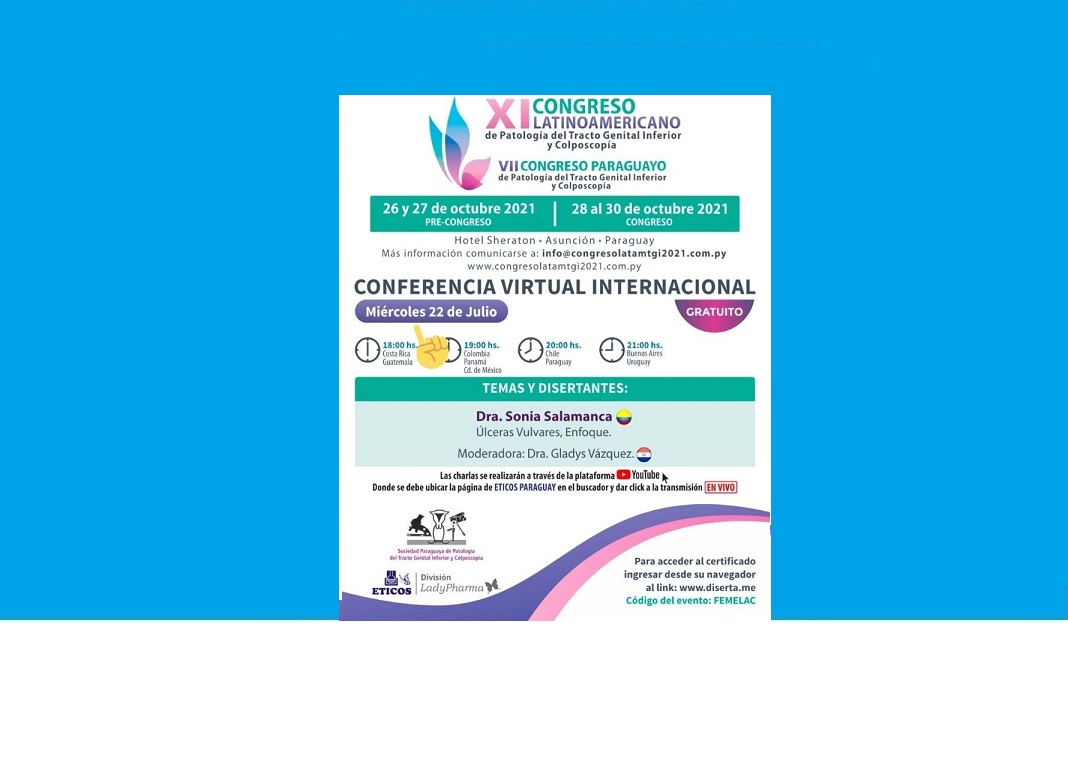 XI CONGRESO
LATINOAMERICANO
de Patología del Tracto Genital Inferior
y Colposcopía
VII CONGRESO PARAGUAYO
de Patología del Tracto Genital Inferior
y Colposcopía
26 y 27 de octubre 2021
PRE-CONGRESO
28 al 30 de octubre 2021
CONGRESO
Hotel Sheraton • Asunción • Paraguay
Más información comunicarse a: info@congresolatamtgi2021.com.py
www.congresolatamtgi2021.com.py
CONFERENCIA VIRTUAL INTERNACIONAL
Miércoles 22 de Julio
GRATUITO
18:00 hs.
Costa Rica
Guatemala
19:00 hs.
Colombia
Panamá
Cd. de México
20:00 hs.
Chile
Paraguay
21:00 hs.
Buenos Aires
Uruguay
TEMAS Y DISERTANTES:
Dra. Sonia Salamanca
Úlceras Vulvares, Enfoque.
Moderadora: Dra. Gladys Vázquez.
Las charlas se realizarán a través de la plataforma YouTube
Donde se debe ubicar la página de ETICOS PARAGUAY en el buscador y dar click a la transmisión EN VIVO
Sociedad Paraguaya de Patología
del Tracto Genital Inferior y Colposcopía
ETICOS
División
LadyPharma
Para acceder al certificado
ingresar desde su navegador
al link: www.diserta.me
Código del evento: FEMELAC